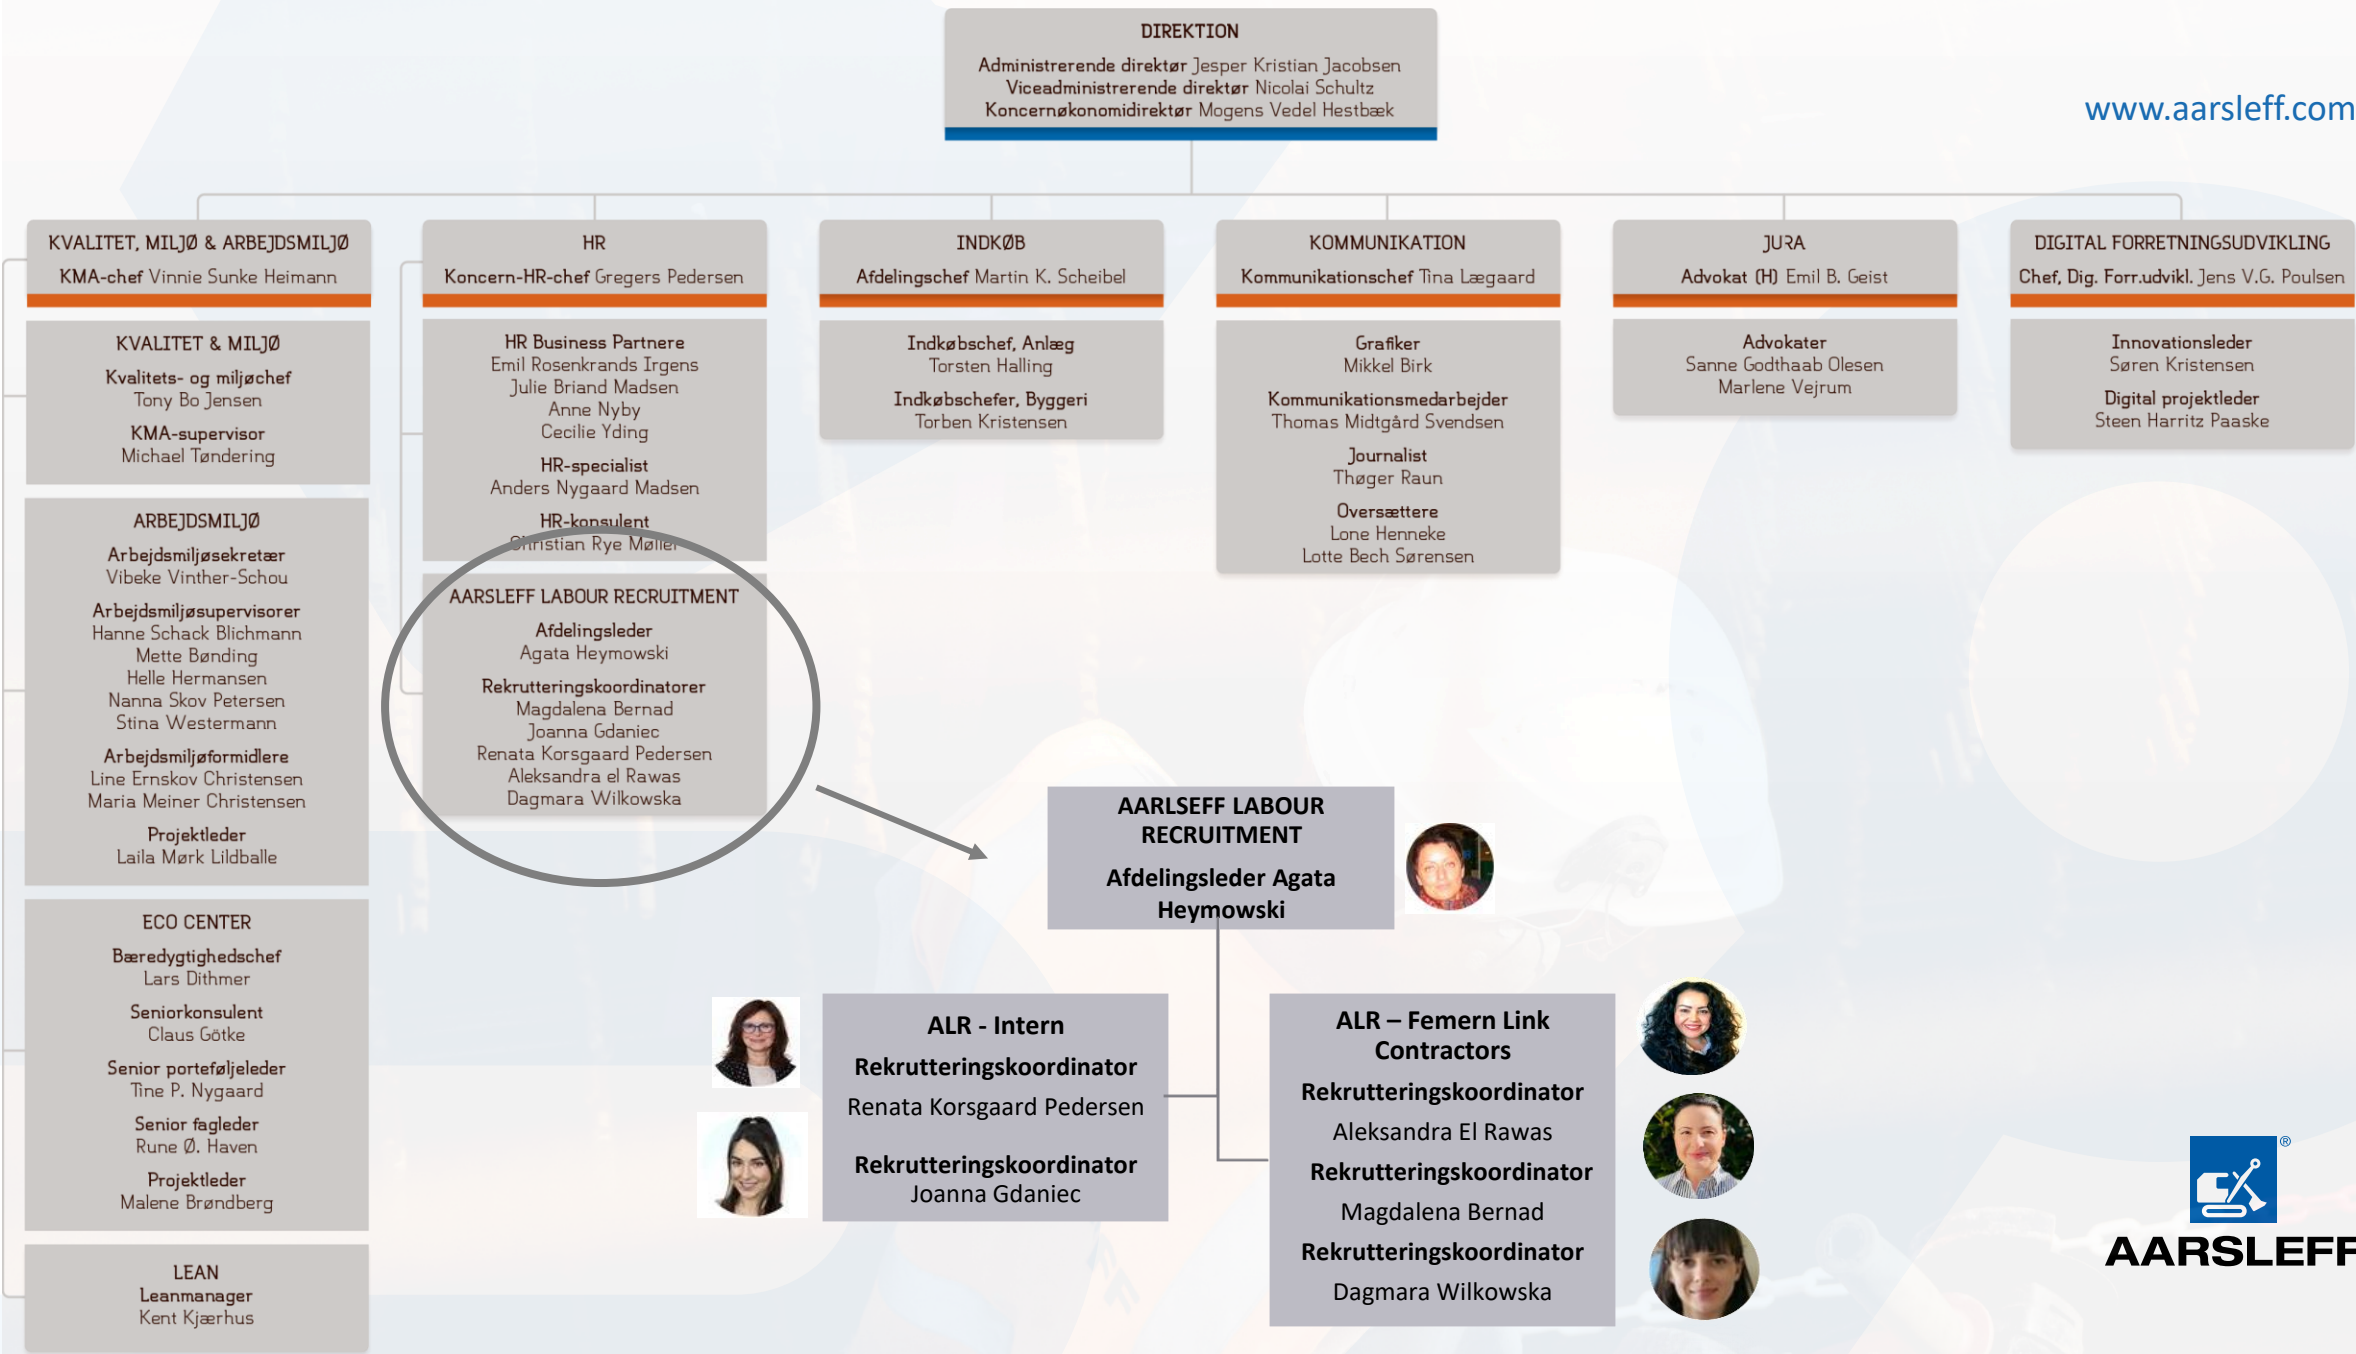 DIREKTION
Administrerende direktør Jesper Kristian Jacobsen
Viceadministrerende direktør Nicolai Schultz
Koncernøkonomidirektør Mogens Vedel Hestbæk
www.aarsleff.com
KVALITET, MILJØ & ARBEJDSMILJØ
KMA-chef Vinnie Sunke Heimann
KVALITET & MILJØ
Kvalitets- og miljøchef
Tony Bo Jensen
KMA-supervisor
Michael Tøndering
ARBEJDSMILJØ
Arbejdsmiljøsekretær
Vibeke Vinther-Schou
Arbejdsmiljøsupervisorer
Hanne Schack Blichmann
Mette Bønding
Helle Hermansen
Nanna Skov Petersen
Stina Westermann
Arbejdsmiljøformidlere
Line Ernskov Christensen
Maria Meiner Christensen
Projektleder
Laila Mørk Lildballe
ECO CENTER
Bæredygtighedschef
Lars Dithmer
Seniorkonsulent
Claus Götke
Senior porteføljeleder
Tine P. Nygaard
Senior fagleder
Rune Ø. Haven
Projektleder
Malene Brøndberg
LEAN
Leanmanager
Kent Kjærhus
HR
Koncern-HR-chef Gregers Pedersen
HR Business Partnere
Emil Rosenkrands Irgens
Julie Briand Madsen
Anne Nyby
Cecilie Yding
HR-specialist
Anders Nygaard Madsen
HR-konsulent
Christian Rye Møller
AARSLEFF LABOUR RECRUITMENT
Afdelingsleder
Agata Heymowski
Rekrutteringskoordinatorer
Magdalena Bernad
Joanna Gdaniec
Renata Korsgaard Pedersen
Aleksandra el Rawas
Dagmara Wilkowska
INDKØB
Afdelingschef Martin K. Scheibel
Indkøbschef, Anlæg
Torsten Halling
Indkøbschefer, Byggeri
Torben Kristensen
KOMMUNIKATION
Kommunikationschef Tina Lægaard
Grafiker
Mikkel Birk
Kommunikationsmedarbejder
Thomas Midtgård Svendsen
Journalist
Thøger Raun
Oversættere
Lone Henneke
Lotte Bech Sørensen
JURA
Advokat (H) Emil B. Geist
Advokater
Sanne Godthaab Olesen
Marlene Vejrum
DIGITAL FORRETNINGSUDVIKLING
Chef, Dig. Forr.udvikl. Jens V.G. Poulsen
Innovationsleder
Søren Kristensen
Digital projektleder
Steen Harritz Paaske
AARLSEFF LABOUR
RECRUITMENT
Afdelingsleder Agata
Heymowski
ALR - Intern
Rekrutteringskoordinator
Renata Korsgaard Pedersen
Rekrutteringskoordinator
Joanna Gdaniec
ALR – Femern Link
Contractors
Rekrutteringskoordinator
Aleksandra El Rawas
Rekrutteringskoordinator
Magdalena Bernad
Rekrutteringskoordinator
Dagmara Wilkowska
®
AARSLEFF